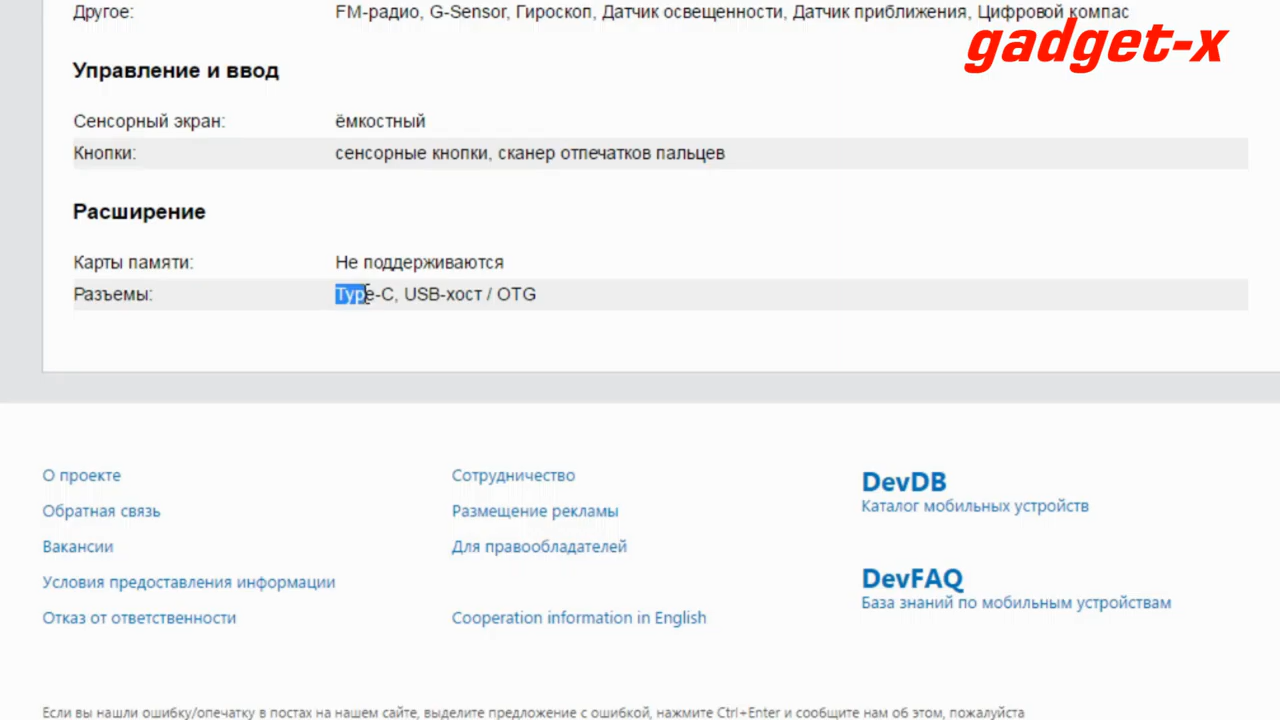 Другое: FM-радио, G-Sensor, Гироскоп, Датчик освещенности, Датчик приближения, Цифровой компас
gadget-x
Управление и ввод
Сенсорный экран: ёмкостный
Кнопки: сенсорные кнопки, сканер отпечатков пальцев
Расширение
Карты памяти: Не поддерживаются
Разъемы: Type-C, USB-хост / OTG
О проекте
Обратная связь
Вакансии
Условия предоставления информации
Отказ от ответственности
Сотрудничество
Размещение рекламы
Для правообладателей
Cooperation information in English
DevDB
Каталог мобильных устройств
DevFAQ
База знаний по мобильным устройствам
Если вы нашли ошибку/опечатку в постах на нашем сайте, выделите предложение с ошибкой, нажмите Ctrl+Enter и сообщите нам об этом, пожалуйста